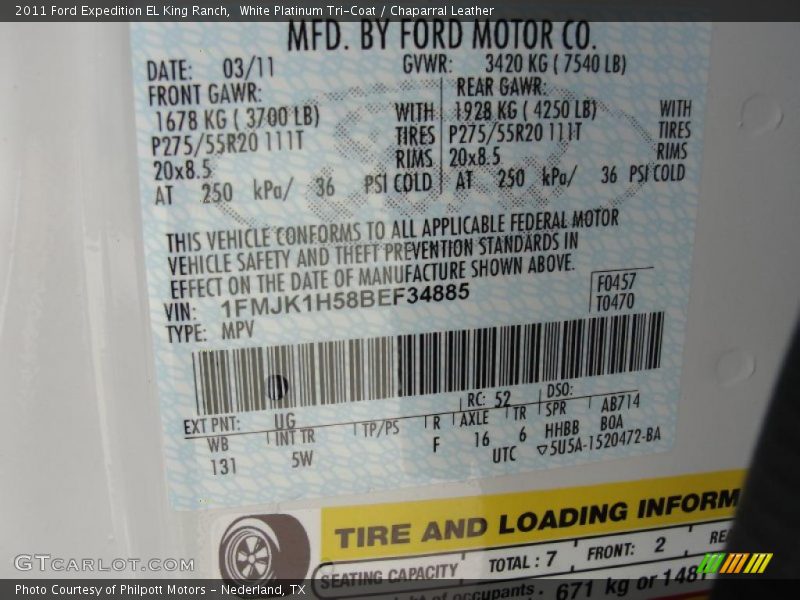 2011 Ford Expedition EL King Ranch, White Platinum Tri-Coat / Chaparral Leather
MFD. BY FORD MOTOR CO.
DATE: 03/11 GVWR: 3420 KG ( 7540 LB)
FRONT GAWR: REAR GAWR:
1678 KG ( 3700 LB) WITH 1928 KG ( 4250 LB) WITH
P275/55R20 111T TIRES P275/55R20 111T TIRES
20x8.5 RIMS 20x8.5 RIMS
AT 250 kPa/ 36 PSI COLD AT 250 kPa/ 36 PSI COLD
THIS VEHICLE CONFORMS TO ALL APPLICABLE FEDERAL MOTOR
VEHICLE SAFETY AND THEFT PREVENTION STANDARDS IN
EFFECT ON THE DATE OF MANUFACTURE SHOWN ABOVE.
VIN: 1FMJK1H58BEF34885 F0457
TYPE: MPV T0470
EXT PNT: UG RC: 52 DSO:
WB INT TR TP/PS R AXLE TR SPR AB714
131 5W F 16 6 HHBB BOA
UTC ▽5U5A-1520472-BA
TIRE AND LOADING INFORM
SEATING CAPACITY TOTAL : 7 FRONT: 2 RE
of occupants . 671 kg or 148
GTCARLOT.COM
Photo Courtesy of Philpott Motors - Nederland, TX